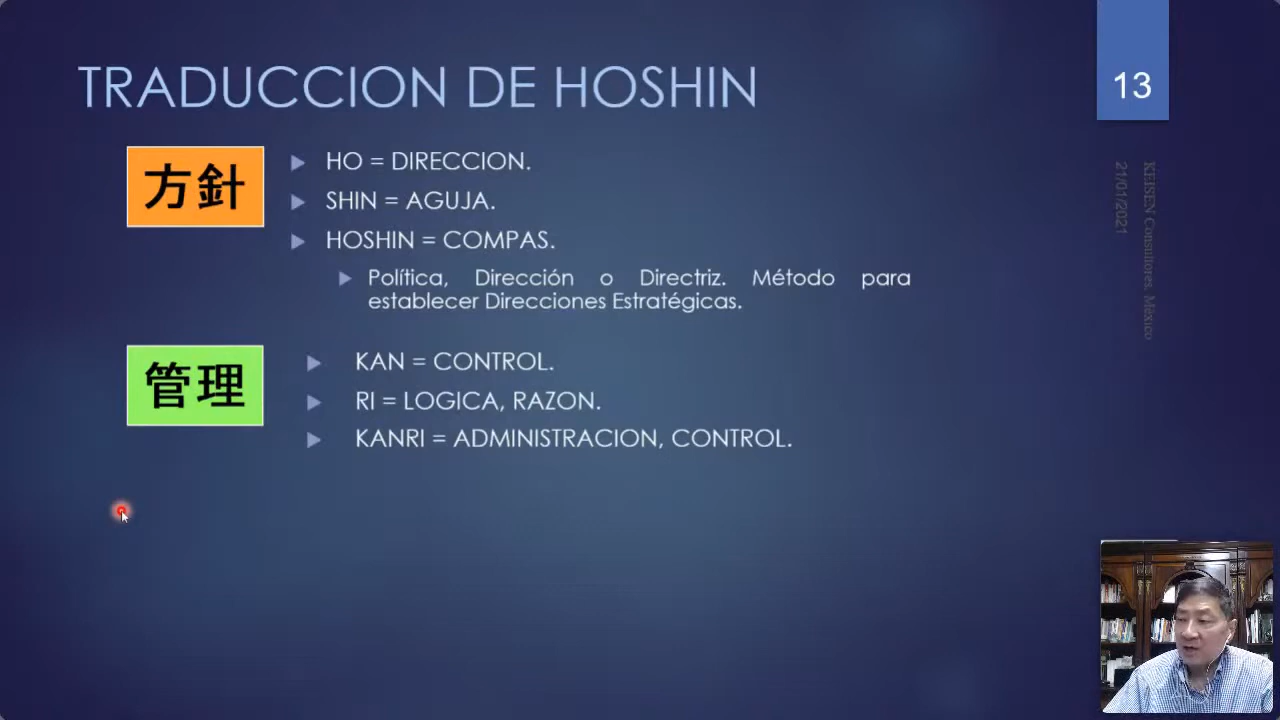 TRADUCCION DE HOSHIN
13
方針
HO = DIRECCION.
SHIN = AGUJA.
HOSHIN = COMPAS.
Política, Dirección o Directriz. Método para
establecer Direcciones Estratégicas.
管理
KAN = CONTROL.
RI = LOGICA, RAZON.
KANRI = ADMINISTRACION, CONTROL.
KEISEN Consultores, México
21/01/2021